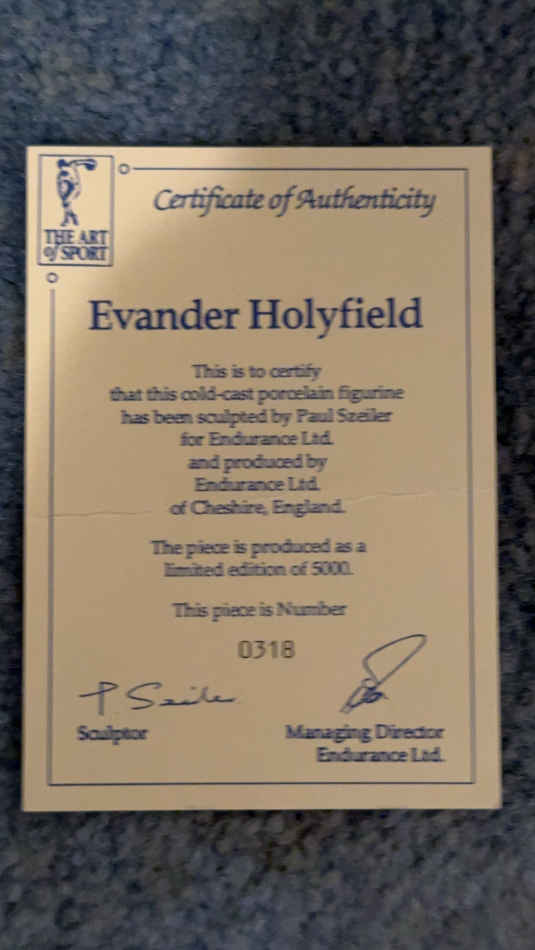 THE ART
of SPORT
Certificate of Authenticity
Evander Holyfield
This is to certify
that this cold-cast porcelain figurine
has been sculpted by Paul Szeiler
for Endurance Ltd.
and produced by
Endurance Ltd.
of Cheshire, England.
The piece is produced as a
limited edition of 5000.
This piece is Number
0318
P. Szeiler
Sculptor
Managing Director
Endurance Ltd.